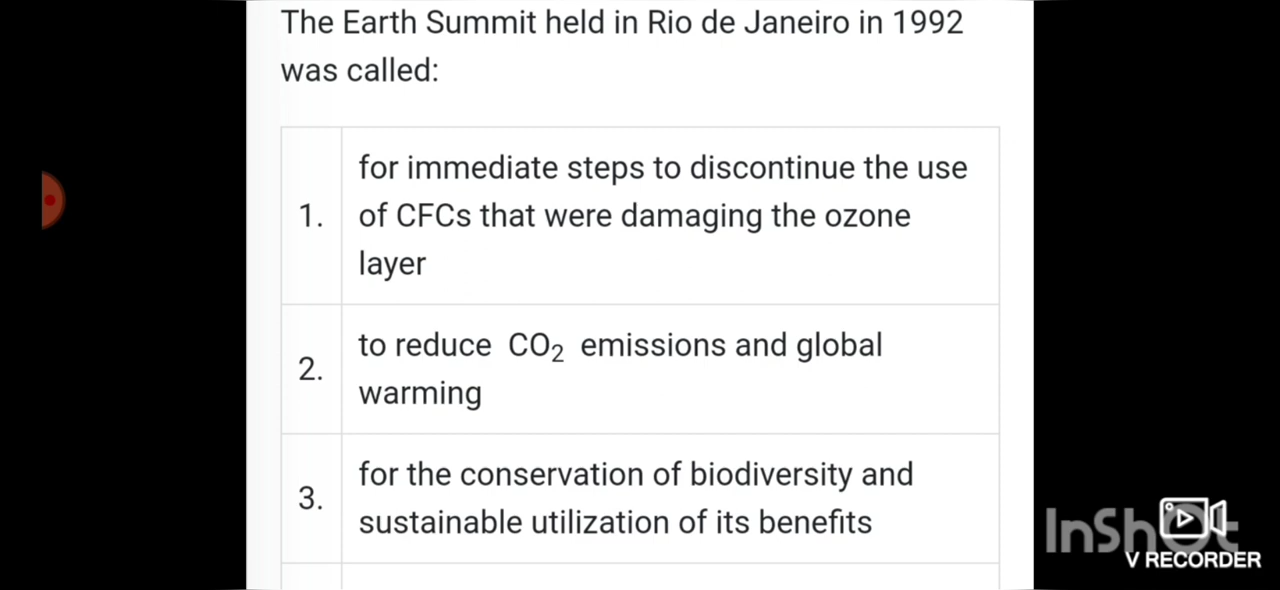 The Earth Summit held in Rio de Janeiro in 1992
was called:
for immediate steps to discontinue the use
1. of CFCs that were damaging the ozone
layer
to reduce CO₂ emissions and global
2.
warming
for the conservation of biodiversity and
3.
sustainable utilization of its benefits
InShOt
V RECORDER